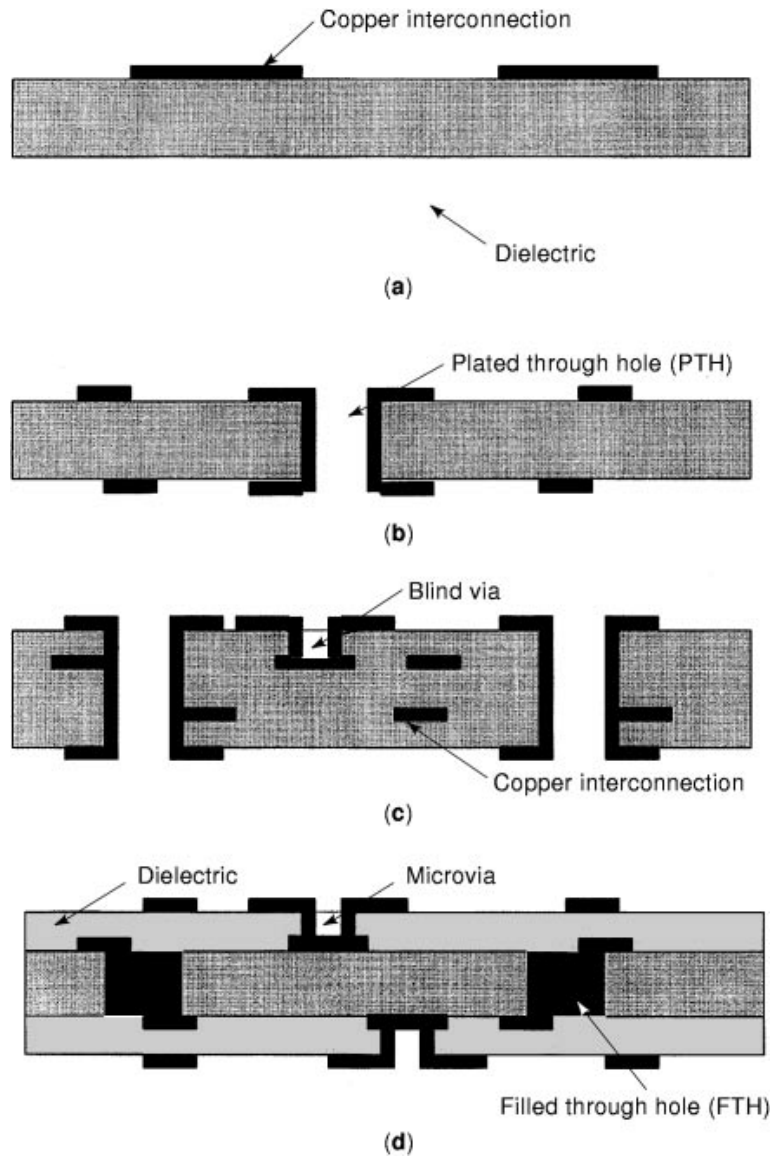 Copper interconnection
Dielectric
(a)
Plated through hole (PTH)
(b)
Blind via
Copper interconnection
(c)
Dielectric
Microvia
Filled through hole (FTH)
(d)